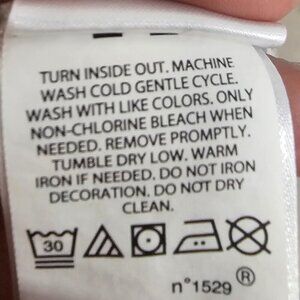 TURN INSIDE OUT. MACHINE
WASH COLD GENTLE CYCLE.
WASH WITH LIKE COLORS. ONLY
NON-CHLORINE BLEACH WHEN
NEEDED. REMOVE PROMPTLY.
TUMBLE DRY LOW. WARM
IRON IF NEEDED. DO NOT IRON
DECORATION. DO NOT DRY
CLEAN.
30
n°1529 ®